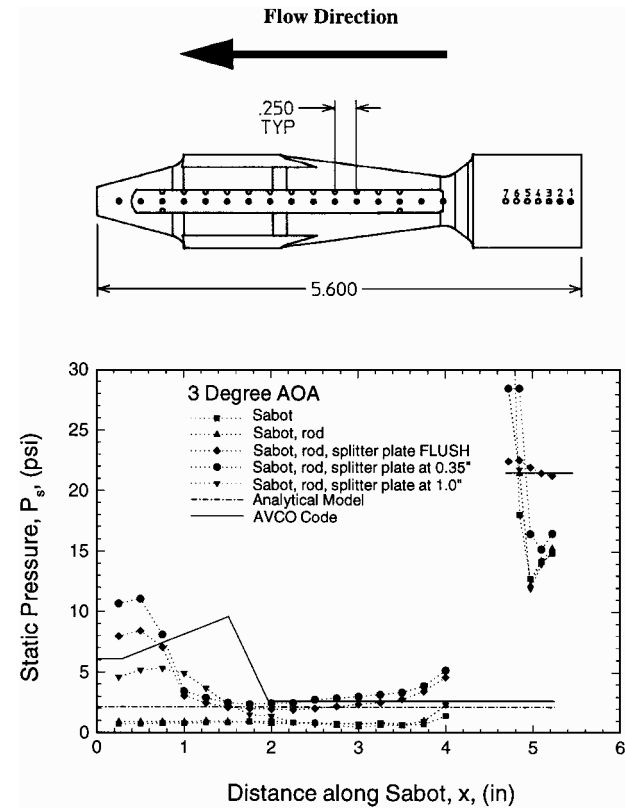 Flow Direction
.250
TYP
7 6 5 4 3 2 1
5.600
30
25
20
15
10
5
0
Static Pressure, Pₛ, (psi)
3 Degree AOA
Sabot
Sabot, rod
Sabot, rod, splitter plate FLUSH
Sabot, rod, splitter plate at 0.35"
Sabot, rod, splitter plate at 1.0"
Analytical Model
AVCO Code
0 1 2 3 4 5 6
Distance along Sabot, x, (in)